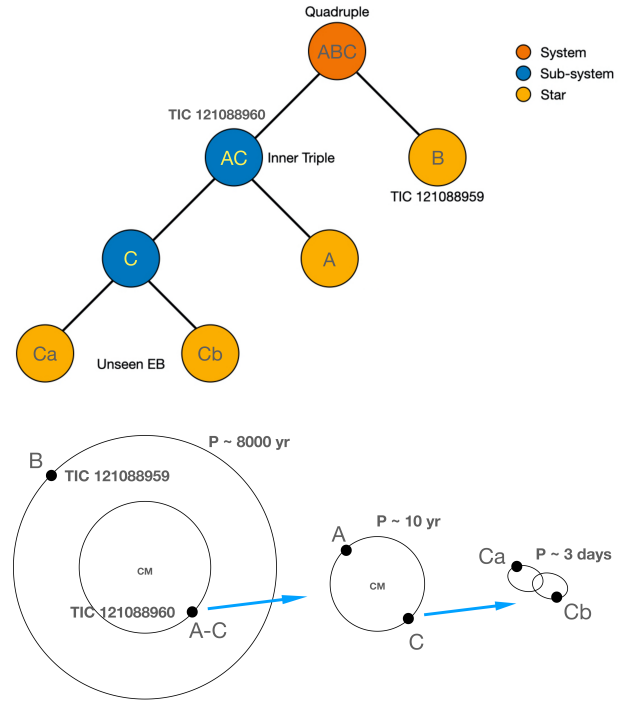 Quadruple
ABC
System
Sub-system
Star
TIC 121088960
AC
Inner Triple
B
TIC 121088959
C
A
Ca
Unseen EB
Cb
P ~ 8000 yr
B
TIC 121088959
CM
TIC 121088960
A-C
P ~ 10 yr
A
CM
C
P ~ 3 days
Ca
Cb